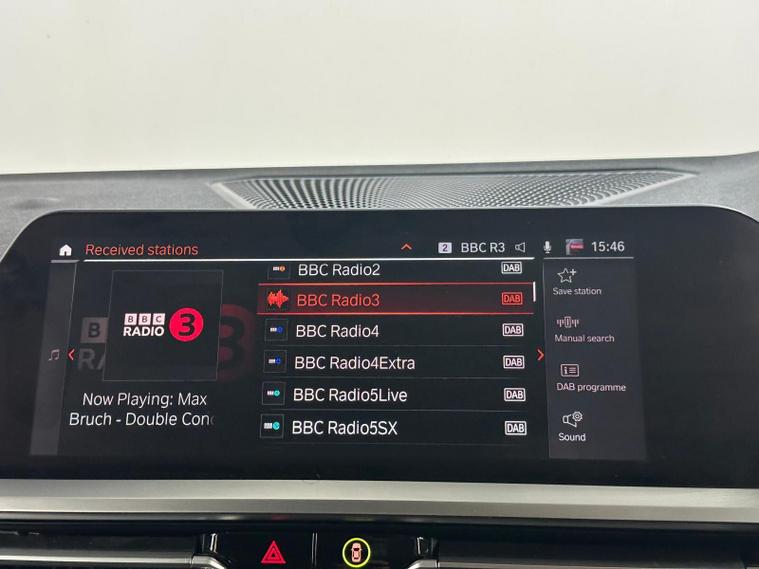 Received stations
2 BBC R3 15:46
BBC Radio2 DAB
BBC Radio3 DAB
BBC Radio4 DAB
BBC Radio4Extra DAB
BBC Radio5Live DAB
BBC Radio5SX DAB
BBC
RADIO 3
Now Playing: Max
Bruch - Double Con
Save station
Manual search
DAB programme
Sound